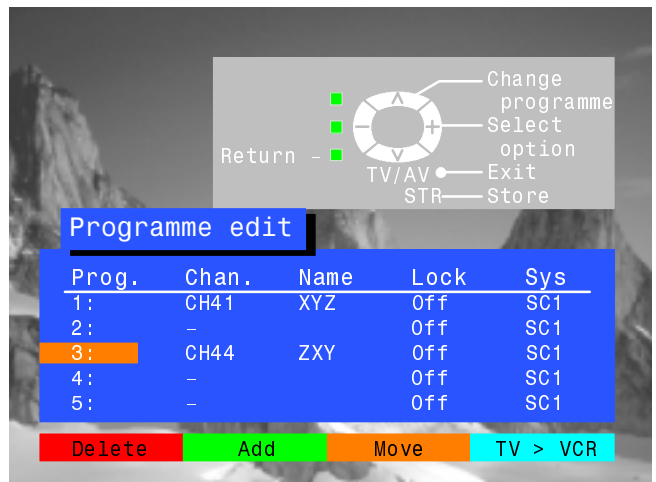 Change
programme
Select
option
Return –
TV/AV Exit
STR Store
Programme edit
Prog. Chan. Name Lock Sys
1: CH41 XYZ Off SC1
2: – Off SC1
3: CH44 ZXY Off SC1
4: – Off SC1
5: – Off SC1
Delete Add Move TV > VCR